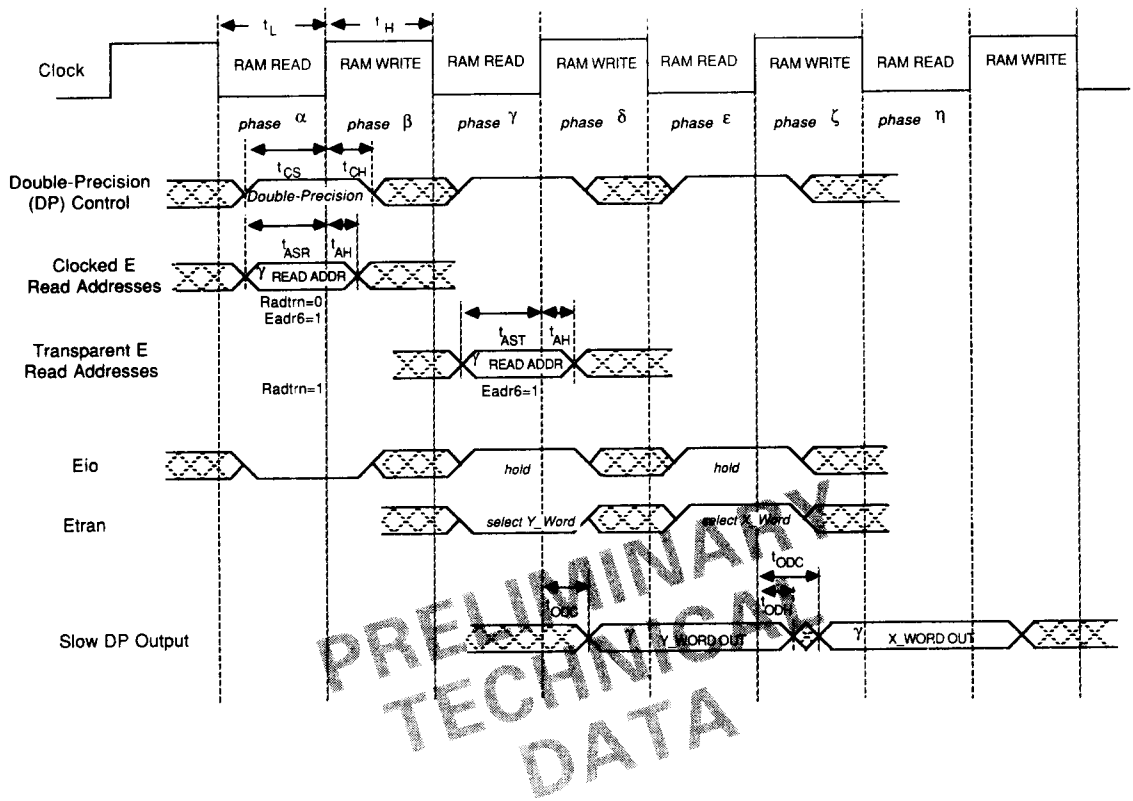 t_L t_H
Clock RAM READ RAM WRITE RAM READ RAM WRITE RAM READ RAM WRITE RAM READ RAM WRITE
phase α phase β phase γ phase δ phase ε phase ζ phase η
t_CS t_CH
Double-Precision
(DP) Control
Double-Precision
t_ASR t_AH
Clocked E
Read Addresses
γ READ ADDR
Radtrn=0
Eadr6=1
t_AST t_AH
Transparent E
Read Addresses
γ READ ADDR
Radtrn=1 Eadr6=1
Eio hold hold
Etran select Y_Word select X_Word
t_ODC
t_ODC t_ODH
Slow DP Output γ Y_WORD OUT γ X_WORD OUT
PRELIMINARY
TECHNICAL
DATA